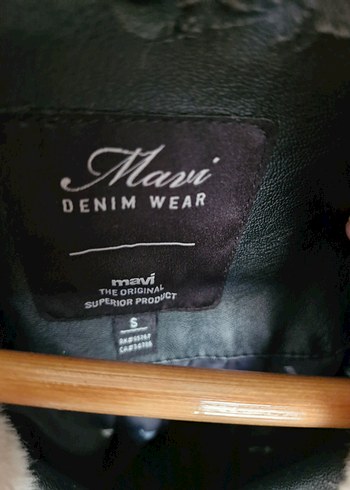 Mavi
DENIM WEAR
mavi
THE ORIGINAL
SUPERIOR PRODUCT
S